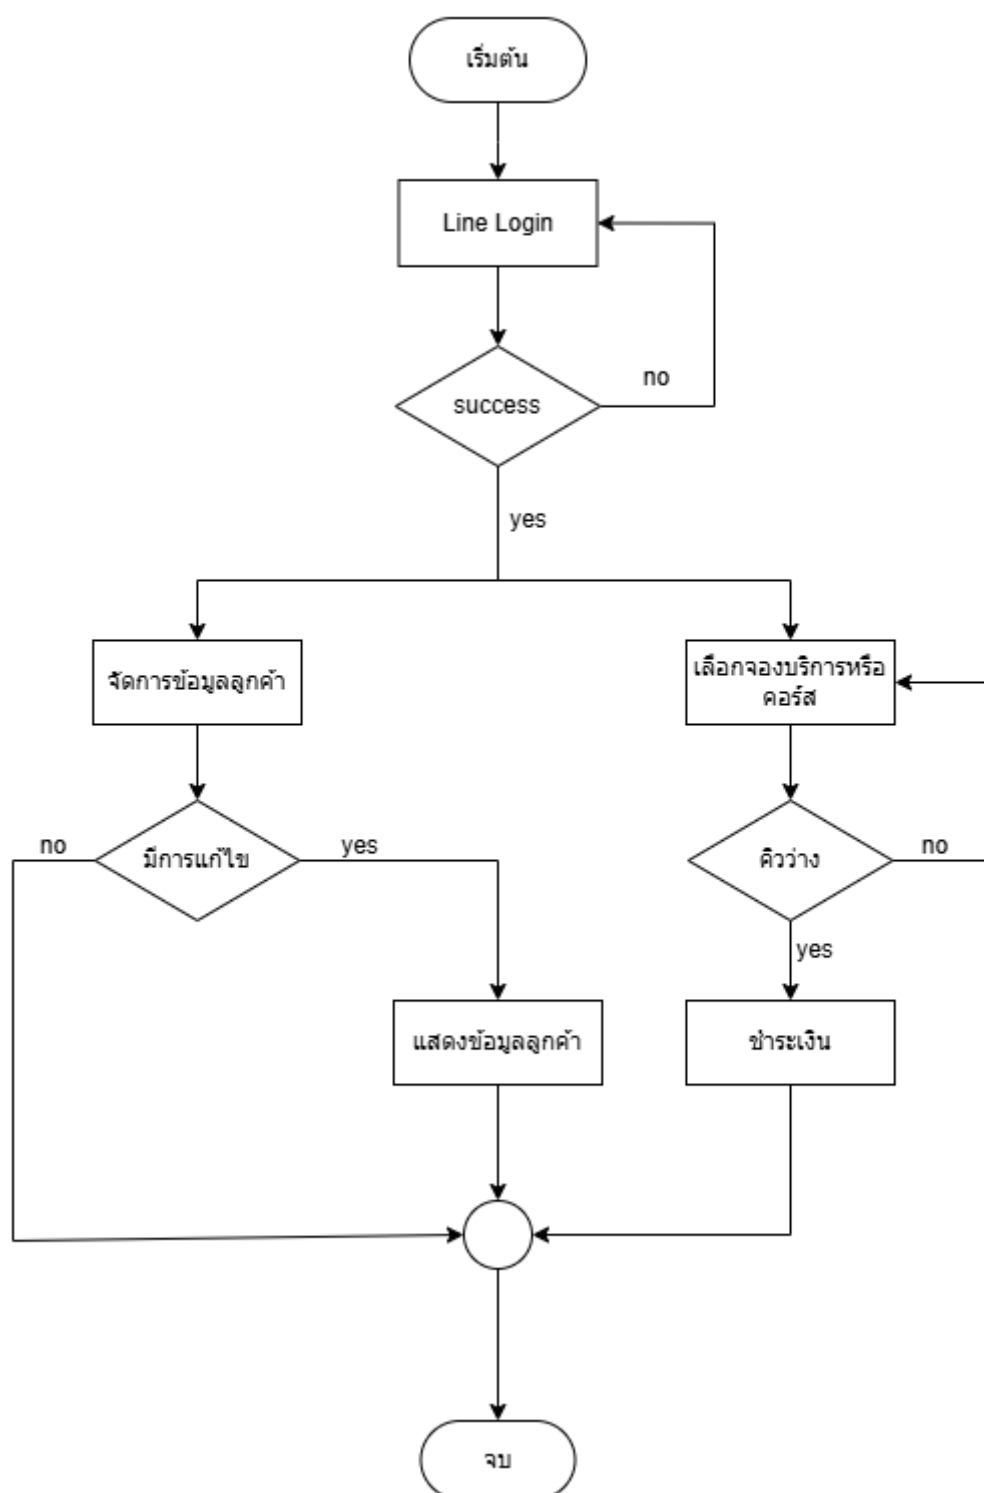 เริ่มต้น
Line Login
success
no
yes
จัดการข้อมูลลูกค้า
เลือกจองบริการหรือ
คอร์ส
no
มีการแก้ไข
yes
คิวว่าง
no
yes
แสดงข้อมูลลูกค้า
ชำระเงิน
จบ